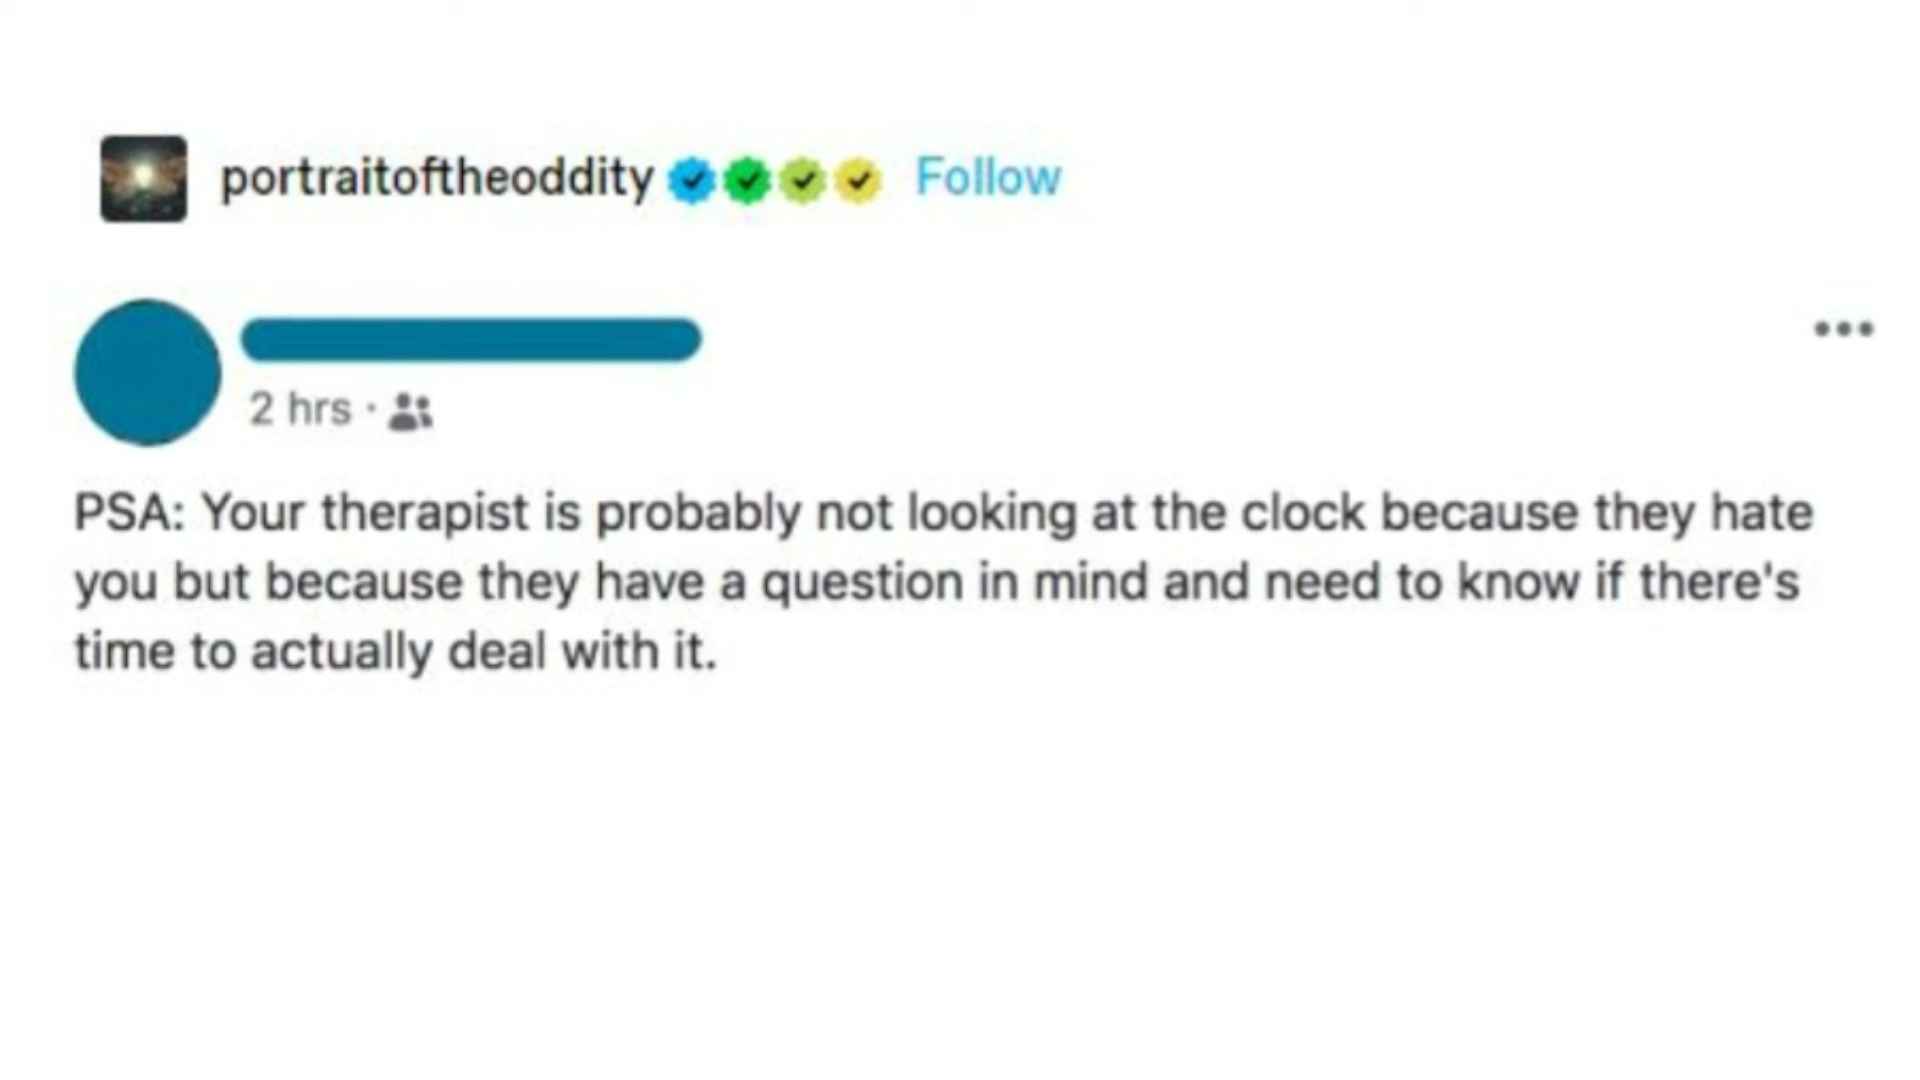 portraitoftheoddity Follow
2 hrs ·
PSA: Your therapist is probably not looking at the clock because they hate
you but because they have a question in mind and need to know if there's
time to actually deal with it.